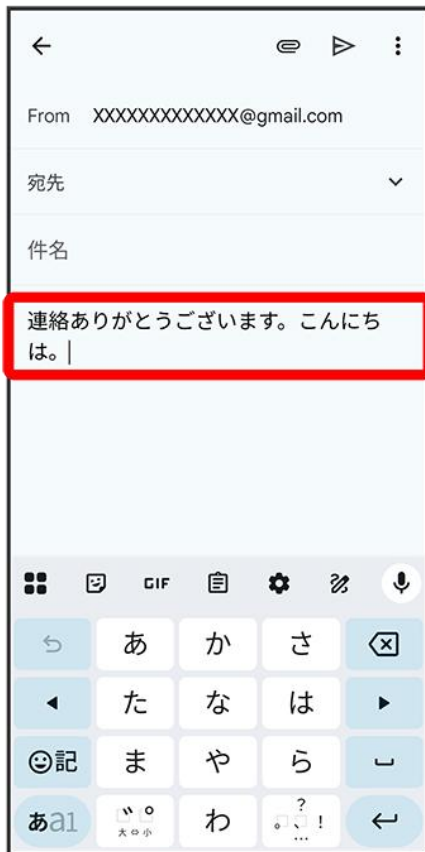 From XXXXXXXXXXXXX@gmail.com
宛先
件名
連絡ありがとうございます。こんにち
は。
GIF
あ か さ
た な は
記 ま や ら
あa1 大⇔小 わ 。、?!…